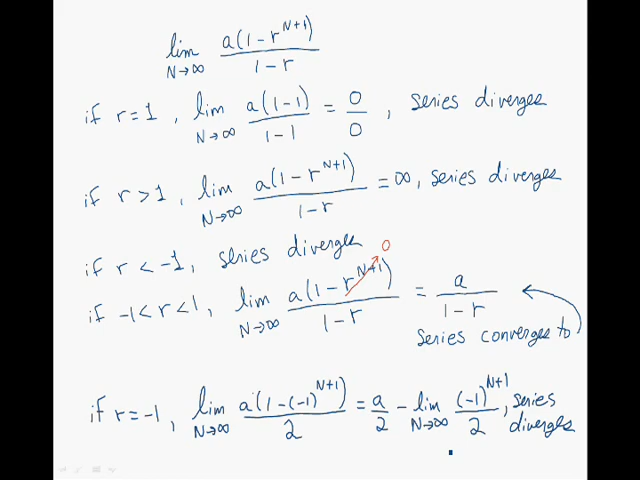 lim N→∞ a(1-r^(N+1)) / (1-r)
if r=1, lim N→∞ a(1-1) / (1-1) = 0/0, series diverges
if r>1, lim N→∞ a(1-r^(N+1)) / (1-r) = ∞, series diverges
if r<-1, series diverges
if -1<r<1, lim N→∞ a(1-r^(N+1)) / (1-r) = a / (1-r)
0
series converges to
if r=-1, lim N→∞ a(1-(-1)^(N+1)) / 2 = a/2 - lim N→∞ (-1)^(N+1) / 2, series diverges